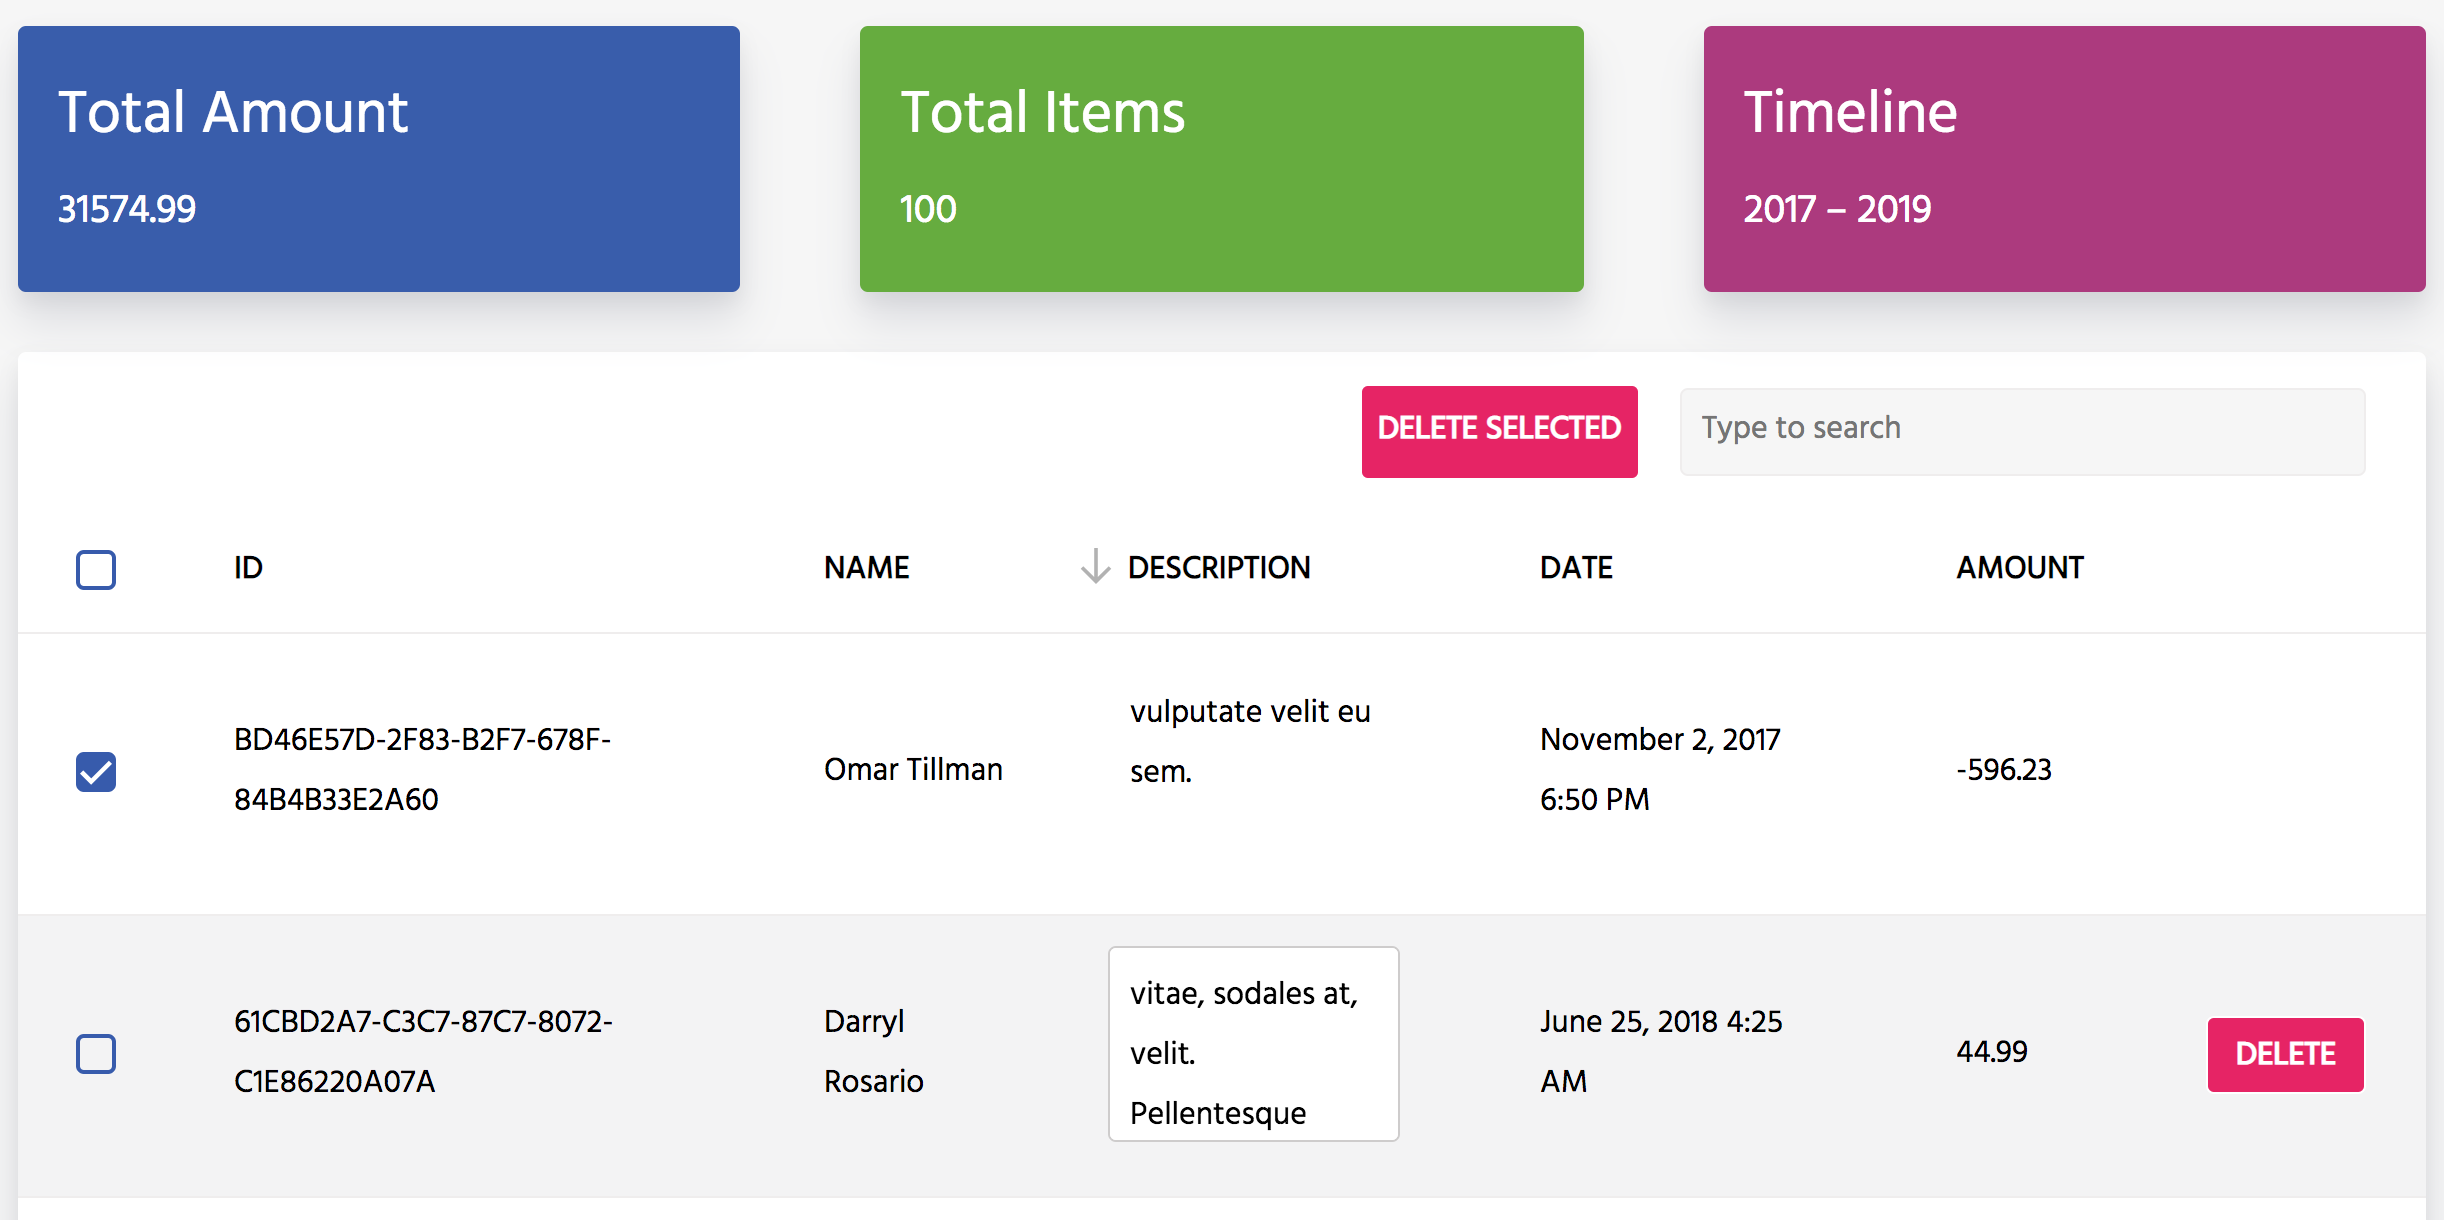 Total Amount
31574.99
Total Items
100
Timeline
2017 – 2019
DELETE SELECTED
Type to search
ID
NAME
DESCRIPTION
DATE
AMOUNT
BD46E57D-2F83-B2F7-678F-
84B4B33E2A60
Omar Tillman
vulputate velit eu
sem.
November 2, 2017
6:50 PM
-596.23
61CBD2A7-C3C7-87C7-8072-
C1E86220A07A
Darryl
Rosario
vitae, sodales at,
velit.
Pellentesque
June 25, 2018 4:25
AM
44.99
DELETE